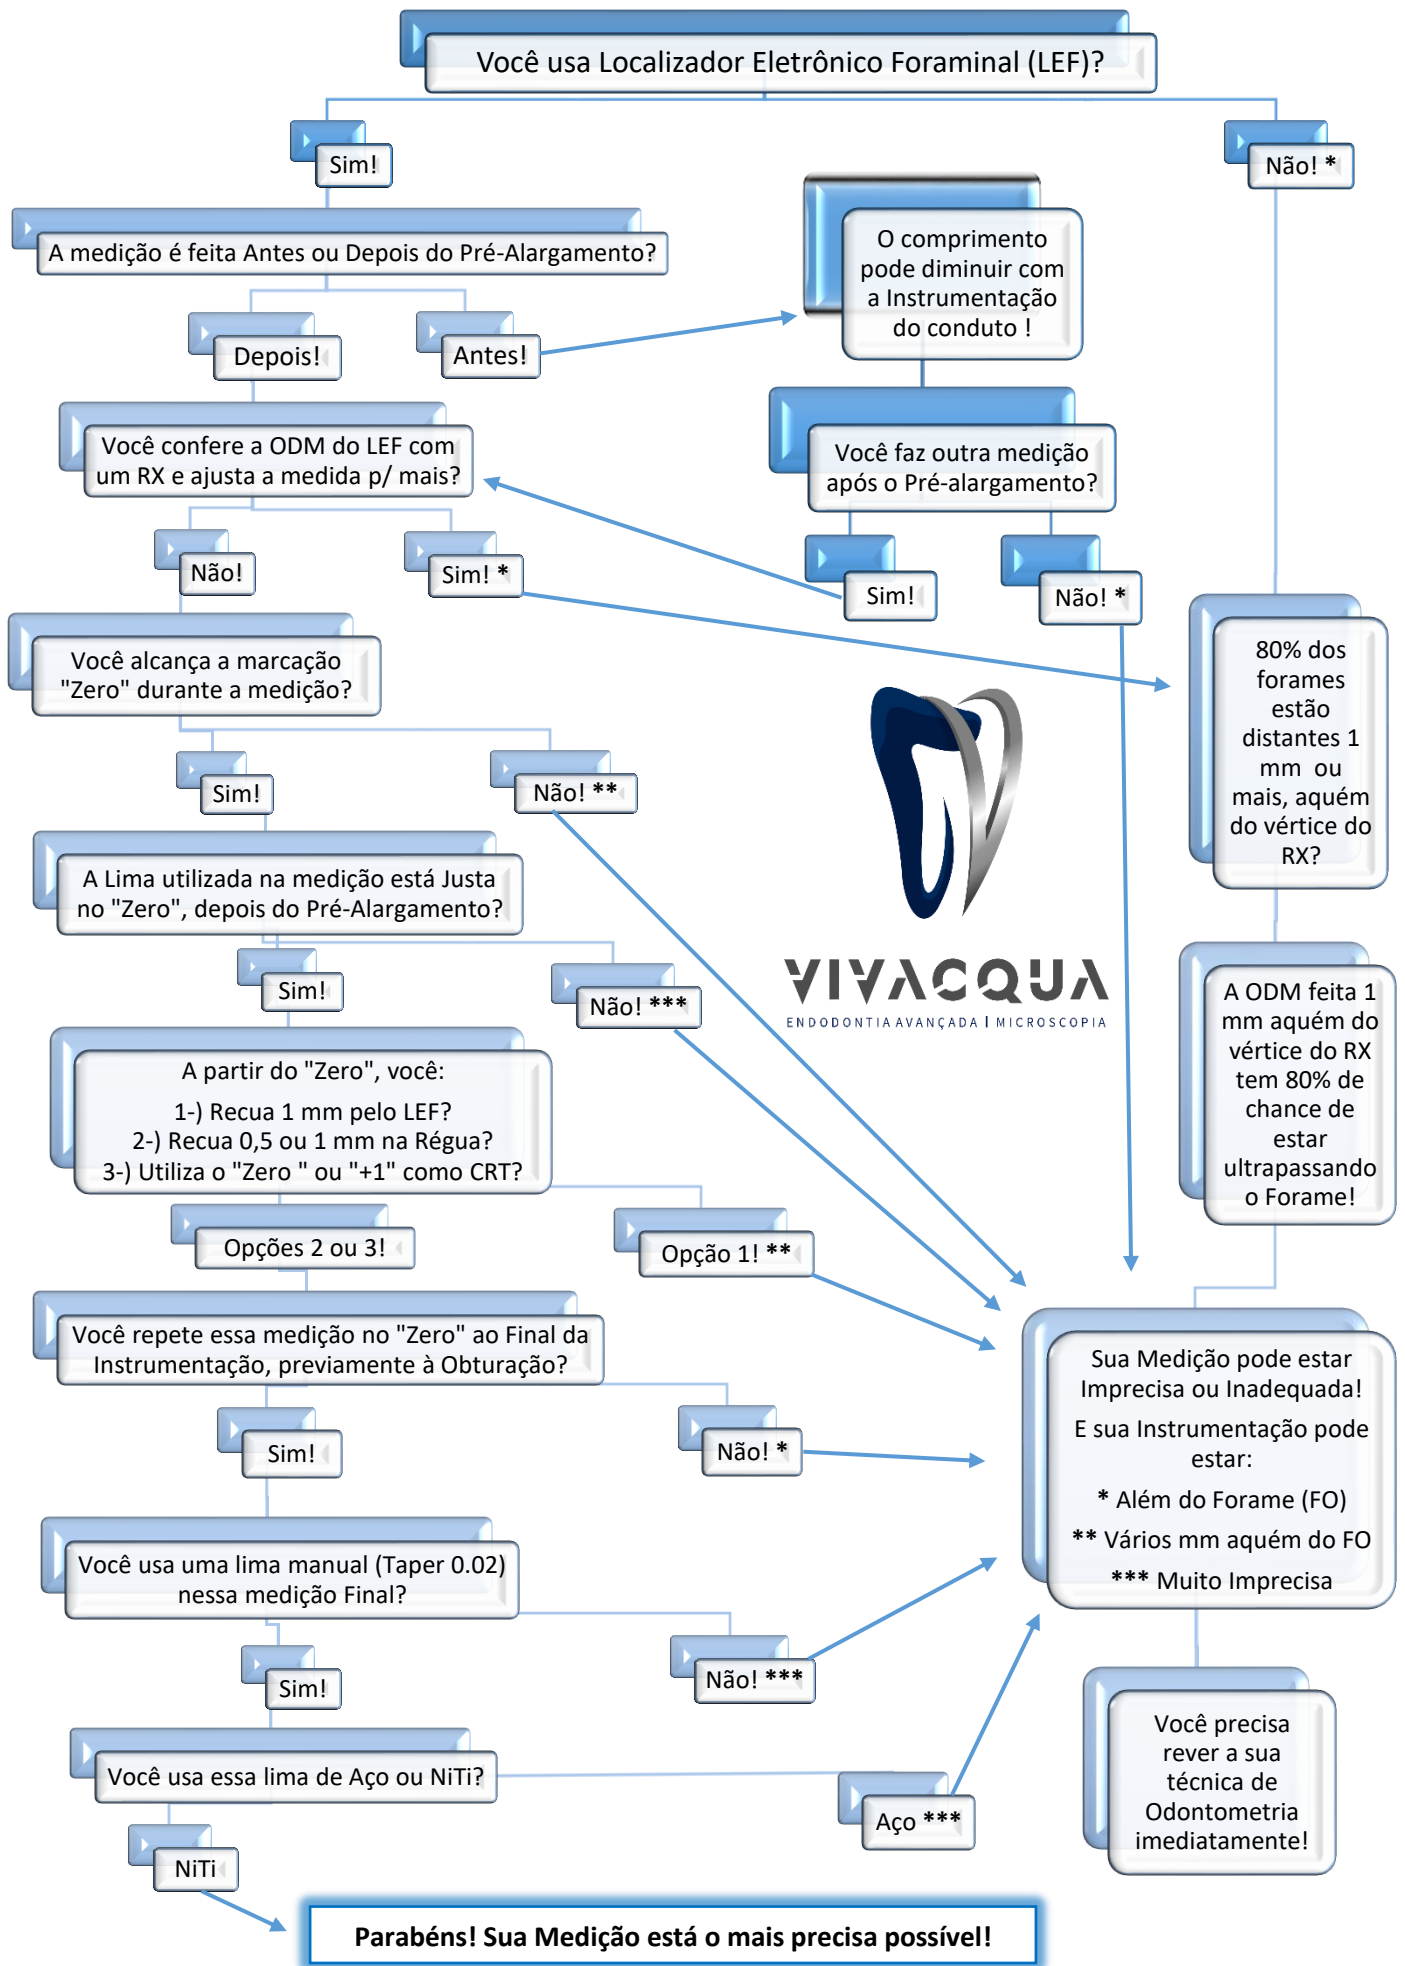 Você usa Localizador Eletrônico Foraminal (LEF)?
Sim!
Não! *
A medição é feita Antes ou Depois do Pré-Alargamento?
O comprimento
pode diminuir com
a Instrumentação
do conduto !
Depois!
Antes!
Você confere a ODM do LEF com
um RX e ajusta a medida p/ mais?
Você faz outra medição
após o Pré-alargamento?
Não!
Sim! *
Sim!
Não! *
80% dos
forames
estão
distantes 1
mm ou
mais, aquém
do vértice do
RX?
Você alcança a marcação
"Zero" durante a medição?
Sim!
Não! **
A Lima utilizada na medição está Justa
no "Zero", depois do Pré-Alargamento?
VIVACQUA
ENDODONTIA AVANÇADA | MICROSCOPIA
Sim!
Não! ***
A ODM feita 1
mm aquém do
vértice do RX
tem 80% de
chance de
estar
ultrapassando
o Forame!
A partir do "Zero", você:
1-) Recua 1 mm pelo LEF?
2-) Recua 0,5 ou 1 mm na Régua?
3-) Utiliza o "Zero " ou "+1" como CRT?
Opções 2 ou 3!
Opção 1! **
Você repete essa medição no "Zero" ao Final da
Instrumentação, previamente à Obturação?
Sua Medição pode estar
Imprecisa ou Inadequada!
E sua Instrumentação pode
estar:
* Além do Forame (FO)
** Vários mm aquém do FO
*** Muito Imprecisa
Sim!
Não! *
Você usa uma lima manual (Taper 0.02)
nessa medição Final?
Sim!
Não! ***
Você precisa
rever a sua
técnica de
Odontometria
imediatamente!
Você usa essa lima de Aço ou NiTi?
Aço ***
NiTi
Parabéns! Sua Medição está o mais precisa possível!